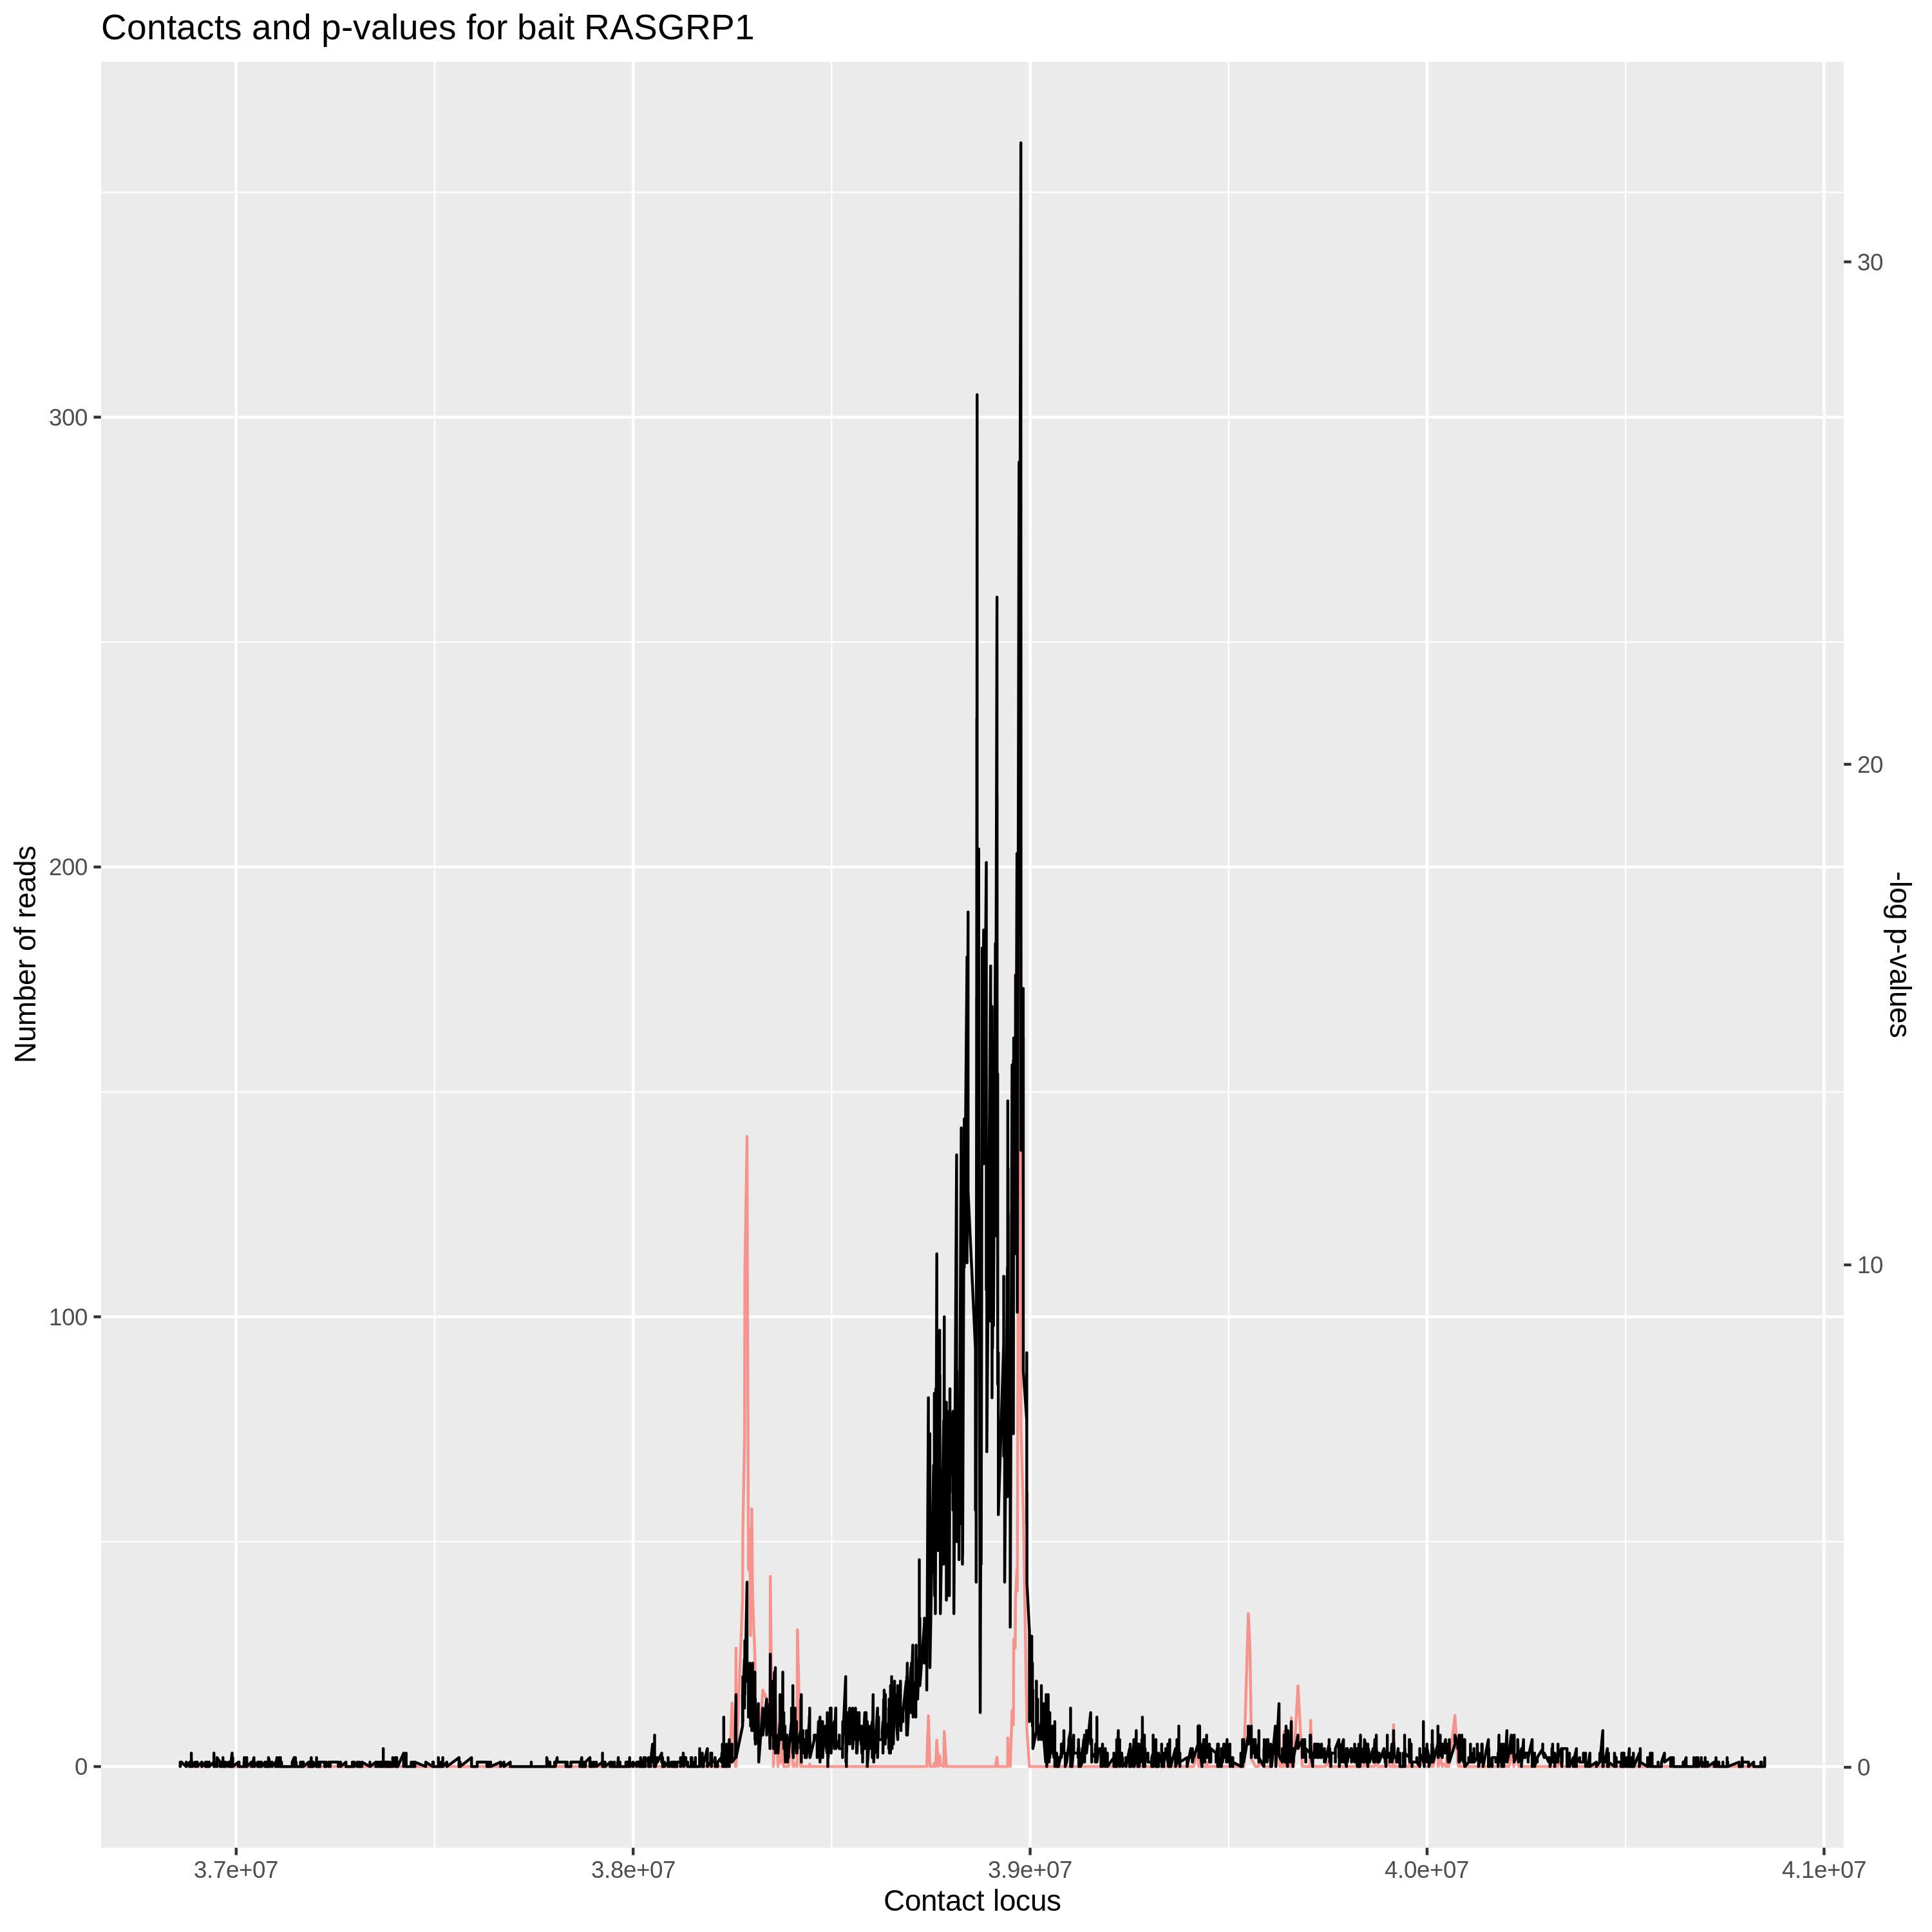 Contacts and p-values for bait RASGRP1
300
200
100
0
Number of reads
30
20
10
0
-log p-values
3.7e+07
3.8e+07
3.9e+07
4.0e+07
4.1e+07
Contact locus